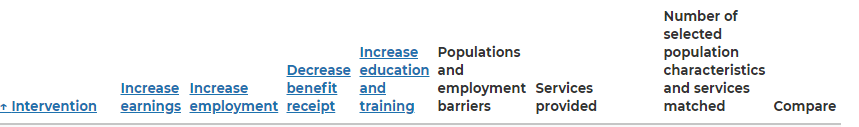 ↑ Intervention
Increase
earnings
Increase
employment
Decrease
benefit
receipt
Increase
education
and
training
Populations
and
employment
barriers
Services
provided
Number of
selected
population
characteristics
and services
matched
Compare